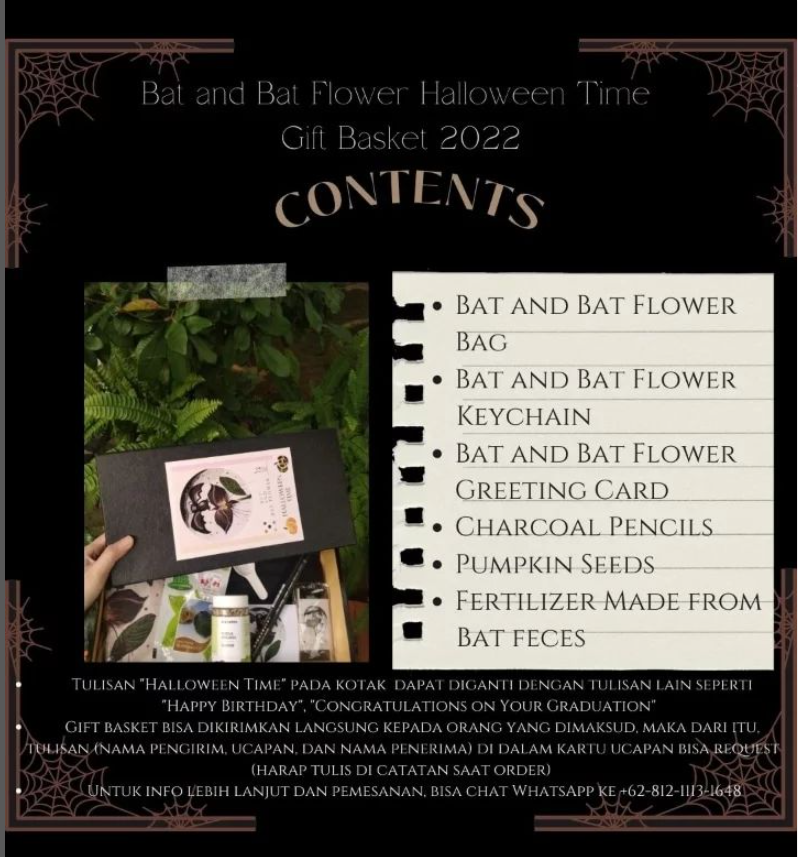 Bat and Bat Flower Halloween Time
Gift Basket 2022
CONTENTS
• Bat and Bat Flower
Bag
• Bat and Bat Flower
Keychain
• Bat and Bat Flower
Greeting Card
• Charcoal Pencils
• Pumpkin Seeds
• Fertilizer Made from
Bat feces
HALLOWEEN
TIME
• Tulisan "Halloween Time" pada kotak dapat diganti dengan tulisan lain seperti
"Happy Birthday", "Congratulations on Your Graduation"
• Gift basket bisa dikirimkan langsung kepada orang yang dimaksud, maka dari itu,
tulisan (nama pengirim, ucapan, dan nama penerima) di dalam kartu ucapan bisa request
(harap tulis di catatan saat order)
• Untuk info lebih lanjut dan pemesanan, bisa chat WhatsApp ke +62-812-1113-1648